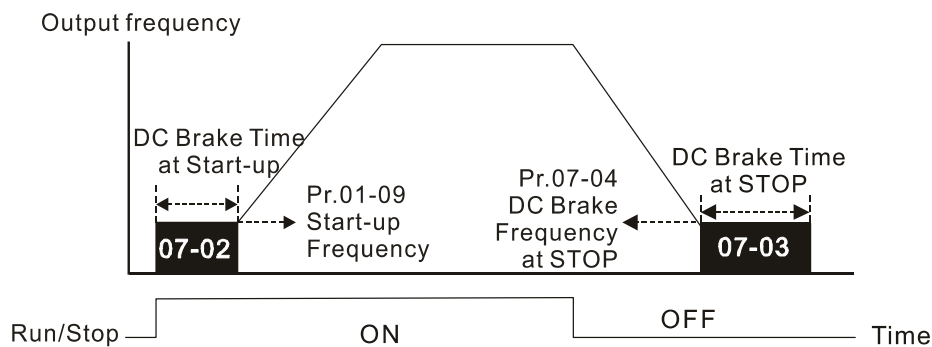 Output frequency
DC Brake Time
at Start-up
Pr.01-09
Start-up
Frequency
07-02
Pr.07-04
DC Brake
Frequency
at STOP
DC Brake Time
at STOP
07-03
Run/Stop
ON
OFF
Time